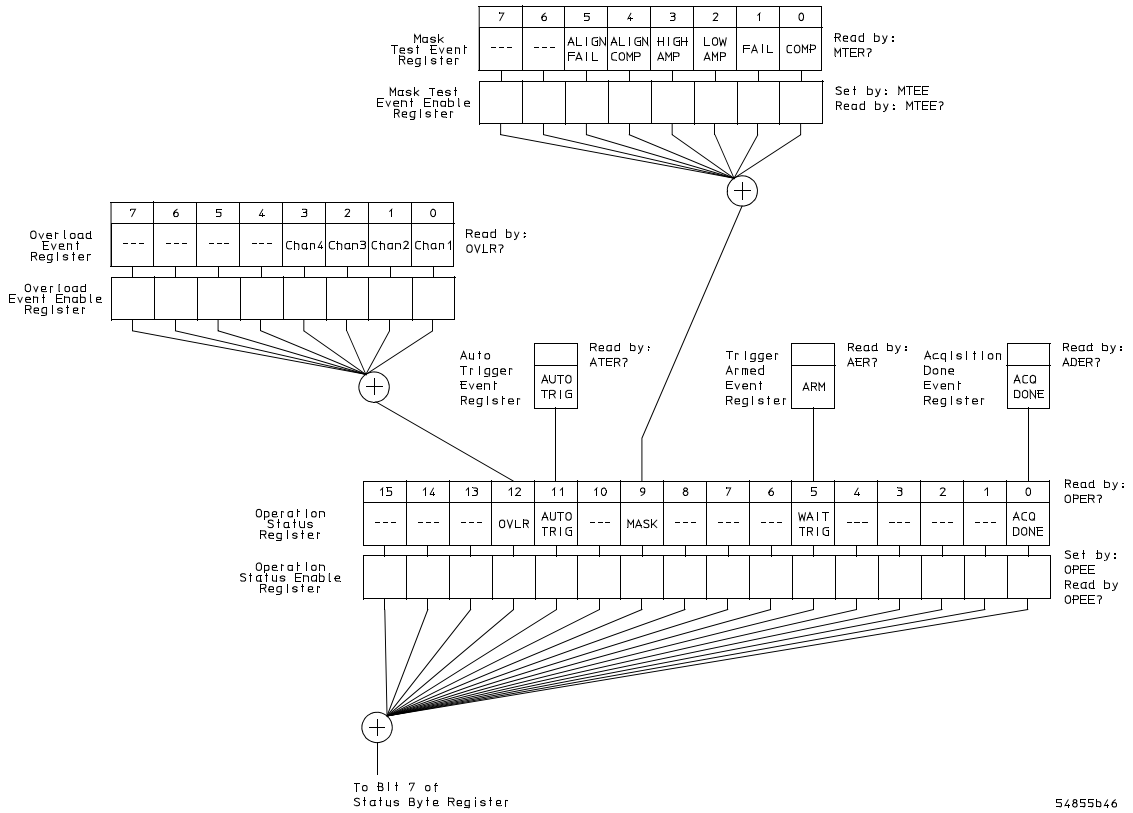 7 6 5 4 3 2 1 0
Mask
Test Event
Register
--- --- ALIGN FAIL ALIGN COMP HIGH AMP LOW AMP FAIL COMP
Read by:
MTER?
Mask Test
Event Enable
Register
Set by: MTEE
Read by: MTEE?
7 6 5 4 3 2 1 0
Overload
Event
Register
--- --- --- --- Chan4 Chan3 Chan2 Chan1
Read by:
OVLR?
Overload
Event Enable
Register
Auto
Trigger
Event
Register
AUTO
TRIG
Read by:
ATER?
Trigger
Armed
Event
Register
ARM
Read by:
AER?
Acqisition
Done
Event
Register
ACQ
DONE
Read by:
ADER?
15 14 13 12 11 10 9 8 7 6 5 4 3 2 1 0
Operation
Status
Register
--- --- --- OVLR AUTO TRIG --- MASK --- --- --- WAIT TRIG --- --- --- --- ACQ DONE
Read by:
OPER?
Operation
Status Enable
Register
Set by:
OPEE
Read by
OPEE?
To Bit 7 of
Status Byte Register
54855b46